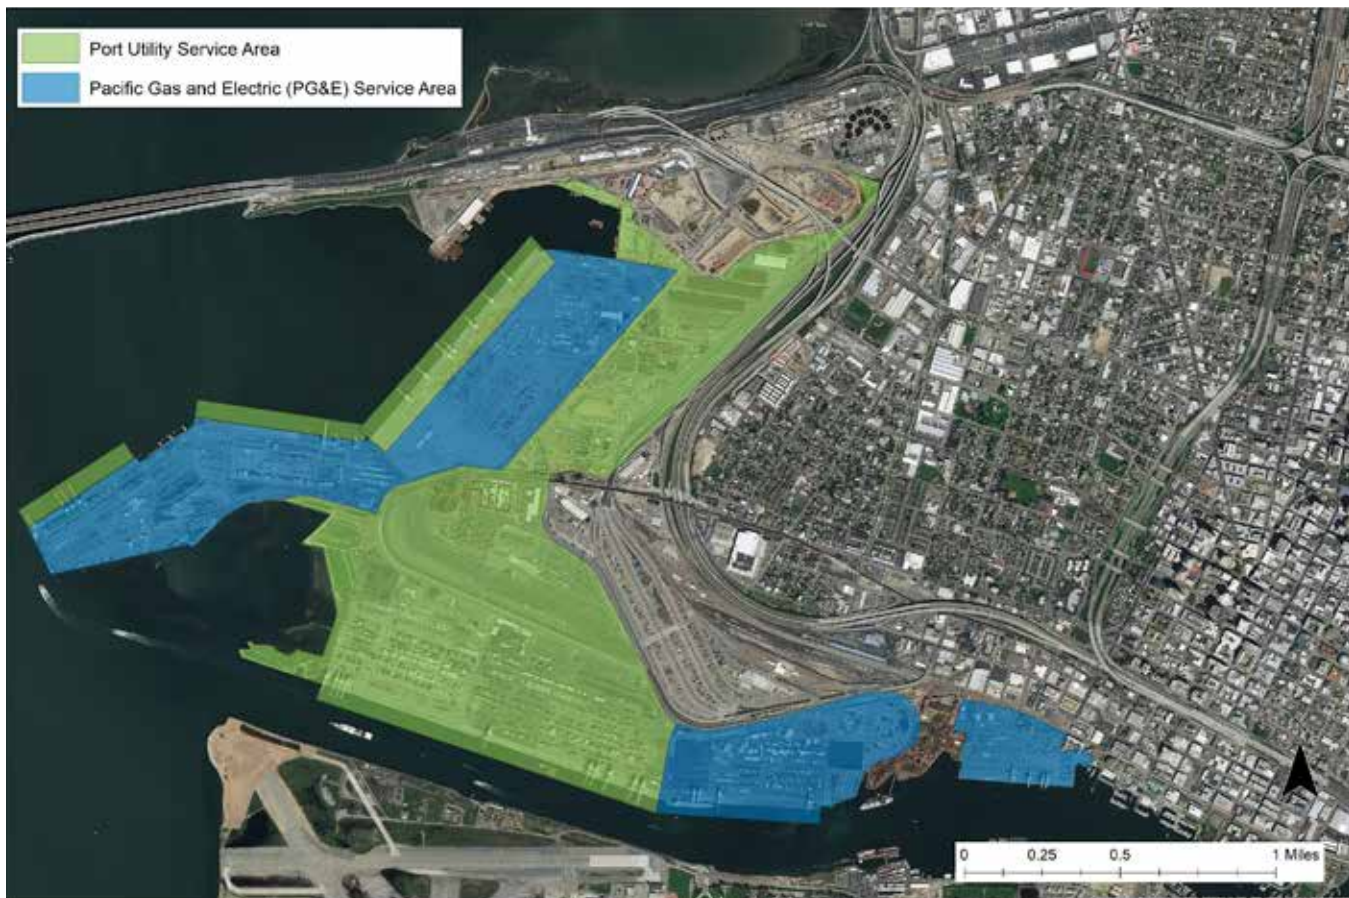 Port Utility Service Area
Pacific Gas and Electric (PG&E) Service Area
0 0.25 0.5 1 Miles